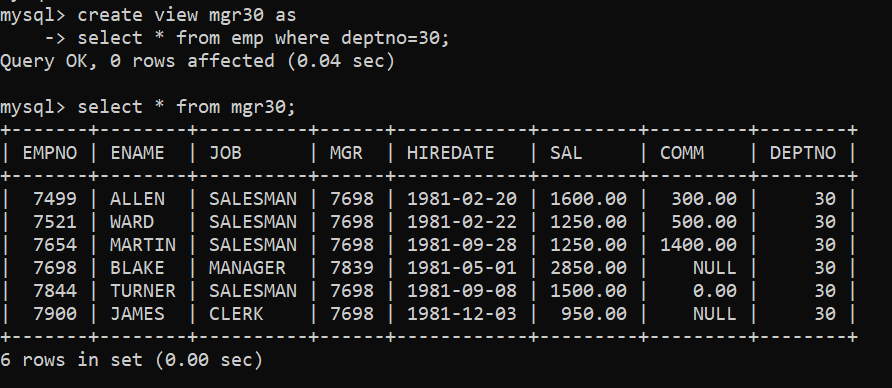 mysql> create view mgr30 as
    -> select * from emp where deptno=30;
Query OK, 0 rows affected (0.04 sec)

mysql> select * from mgr30;
+-------+--------+----------+------+------------+---------+---------+--------+
| EMPNO | ENAME  | JOB      | MGR  | HIREDATE   | SAL     | COMM    | DEPTNO |
+-------+--------+----------+------+------------+---------+---------+--------+
|  7499 | ALLEN  | SALESMAN | 7698 | 1981-02-20 | 1600.00 |  300.00 |     30 |
|  7521 | WARD   | SALESMAN | 7698 | 1981-02-22 | 1250.00 |  500.00 |     30 |
|  7654 | MARTIN | SALESMAN | 7698 | 1981-09-28 | 1250.00 | 1400.00 |     30 |
|  7698 | BLAKE  | MANAGER  | 7839 | 1981-05-01 | 2850.00 |    NULL |     30 |
|  7844 | TURNER | SALESMAN | 7698 | 1981-09-08 | 1500.00 |    0.00 |     30 |
|  7900 | JAMES  | CLERK    | 7698 | 1981-12-03 |  950.00 |    NULL |     30 |
+-------+--------+----------+------+------------+---------+---------+--------+
6 rows in set (0.00 sec)